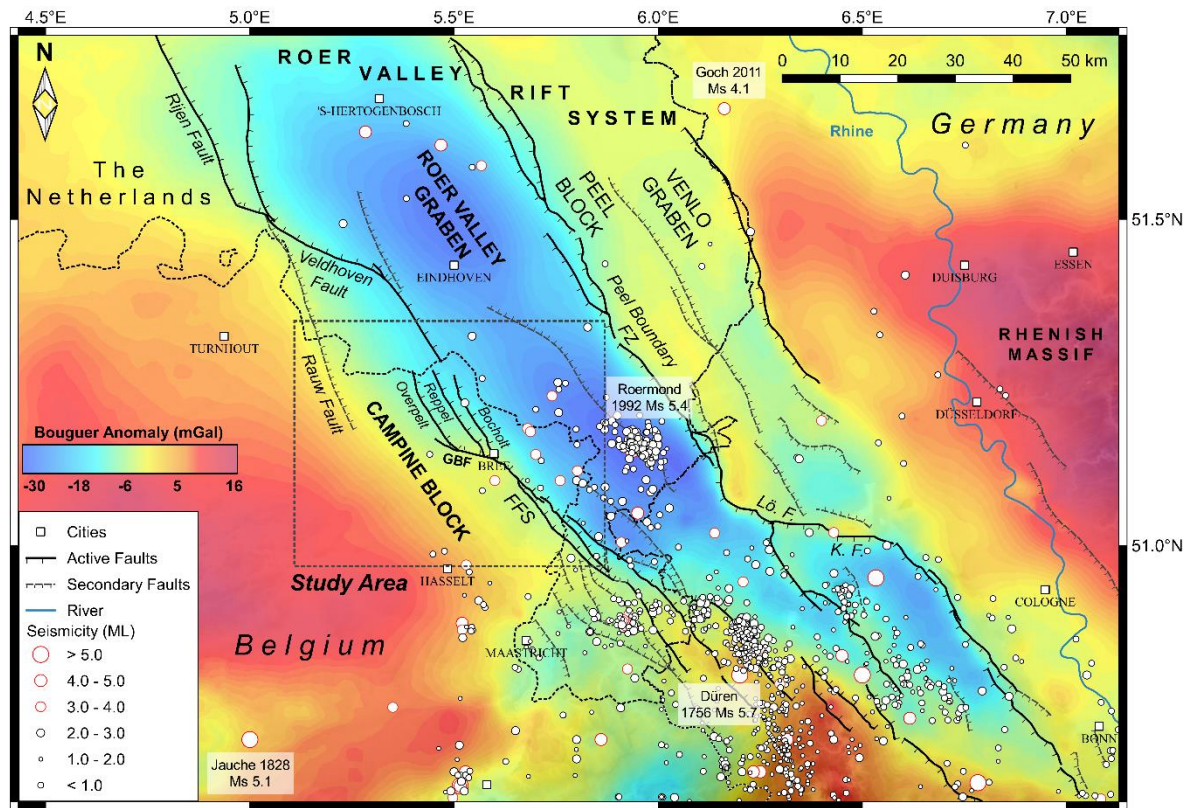 4.5°E
5.0°E
5.5°E
6.0°E
6.5°E
7.0°E
N
ROER
VALLEY
RIFT
SYSTEM
0 10 20 30 40 50 km
Goch 2011
Ms 4.1
Rhine
Germany
Rijen Fault
'S-HERTOGENBOSCH
The
Netherlands
ROER VALLEY
GRABEN
PEEL
BLOCK
VENLO
GRABEN
51.5°N
Veldhoven
Fault
EINDHOVEN
DUISBURG
ESSEN
Peel Boundary
FZ
TURNHOUT
Rauw Fault
RHENISH
MASSIF
Overpelt
Reppel
Bocholt
Roermond
1992 Ms 5.4
DÜSSELDORF
CAMPINE BLOCK
Bouguer Anomaly (mGal)
-30 -18 -6 5 16
GBF
BREE
FFS
Lö. F.
K. F.
51.0°N
Study Area
HASSELT
COLOGNE
Belgium
MAASTRICHT
Düren
1756 Ms 5.7
BONN
Jauche 1828
Ms 5.1
Cities
Active Faults
Secondary Faults
River
Seismicity (ML)
> 5.0
4.0 - 5.0
3.0 - 4.0
2.0 - 3.0
1.0 - 2.0
< 1.0